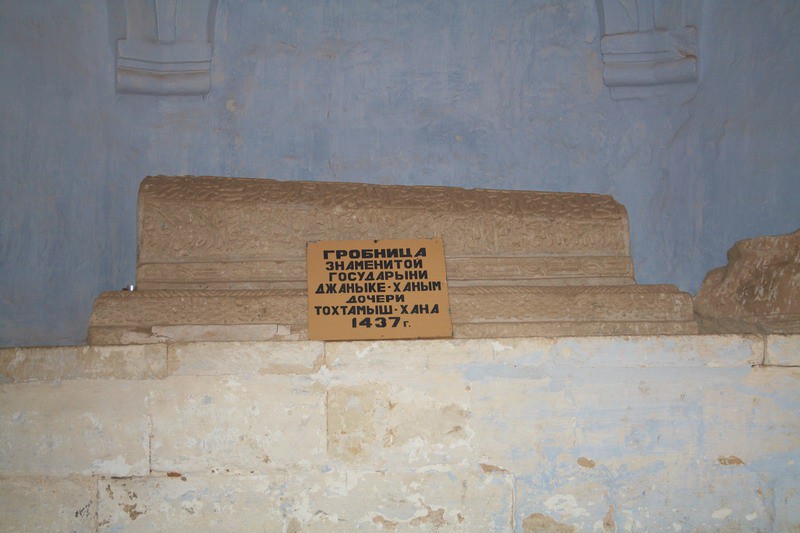 ГРОБНИЦА
ЗНАМЕНИТОЙ
ГОСУДАРЫНИ
ДЖАНЫКЕ-ХАНЫМ
ДОЧЕРИ
ТОХТАМЫШ-ХАНА
1437 г.